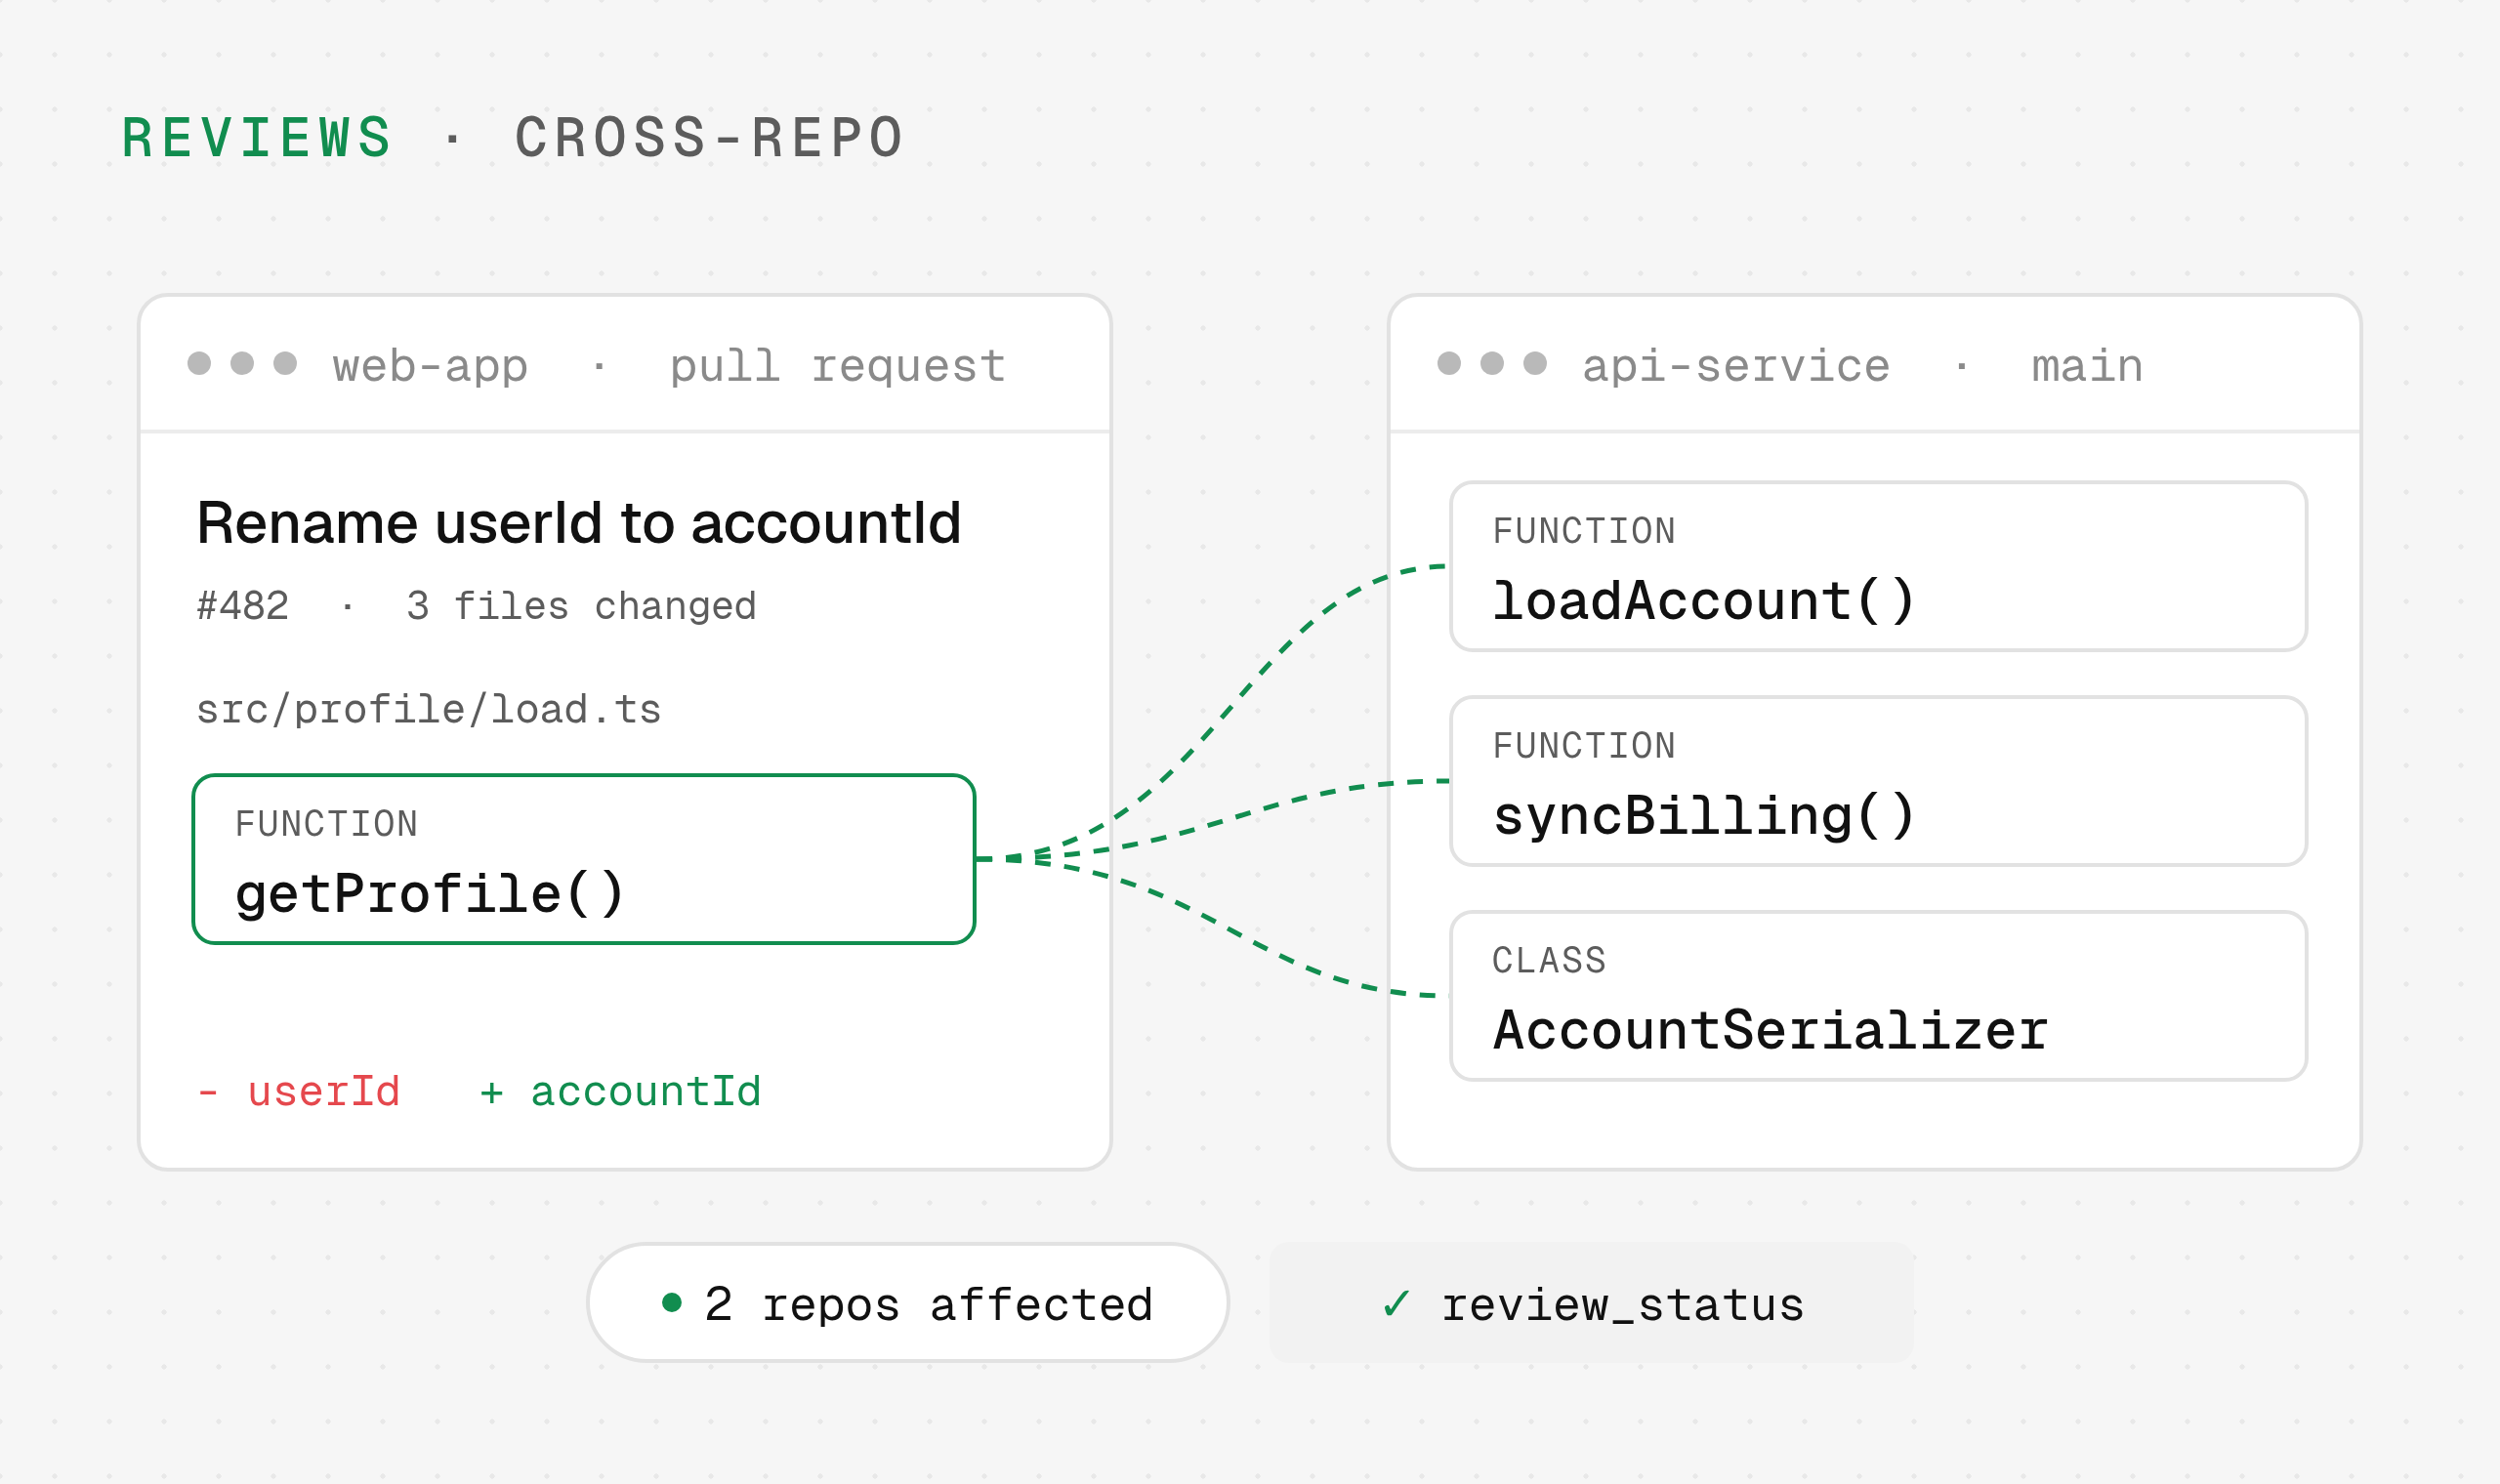 REVIEWS · CROSS-REPO
web-app · pull request
Rename userId to accountId
#482 · 3 files changed
src/profile/load.ts
FUNCTION
getProfile()
- userId + accountId
api-service · main
FUNCTION
loadAccount()
FUNCTION
syncBilling()
CLASS
AccountSerializer
2 repos affected
✓ review_status